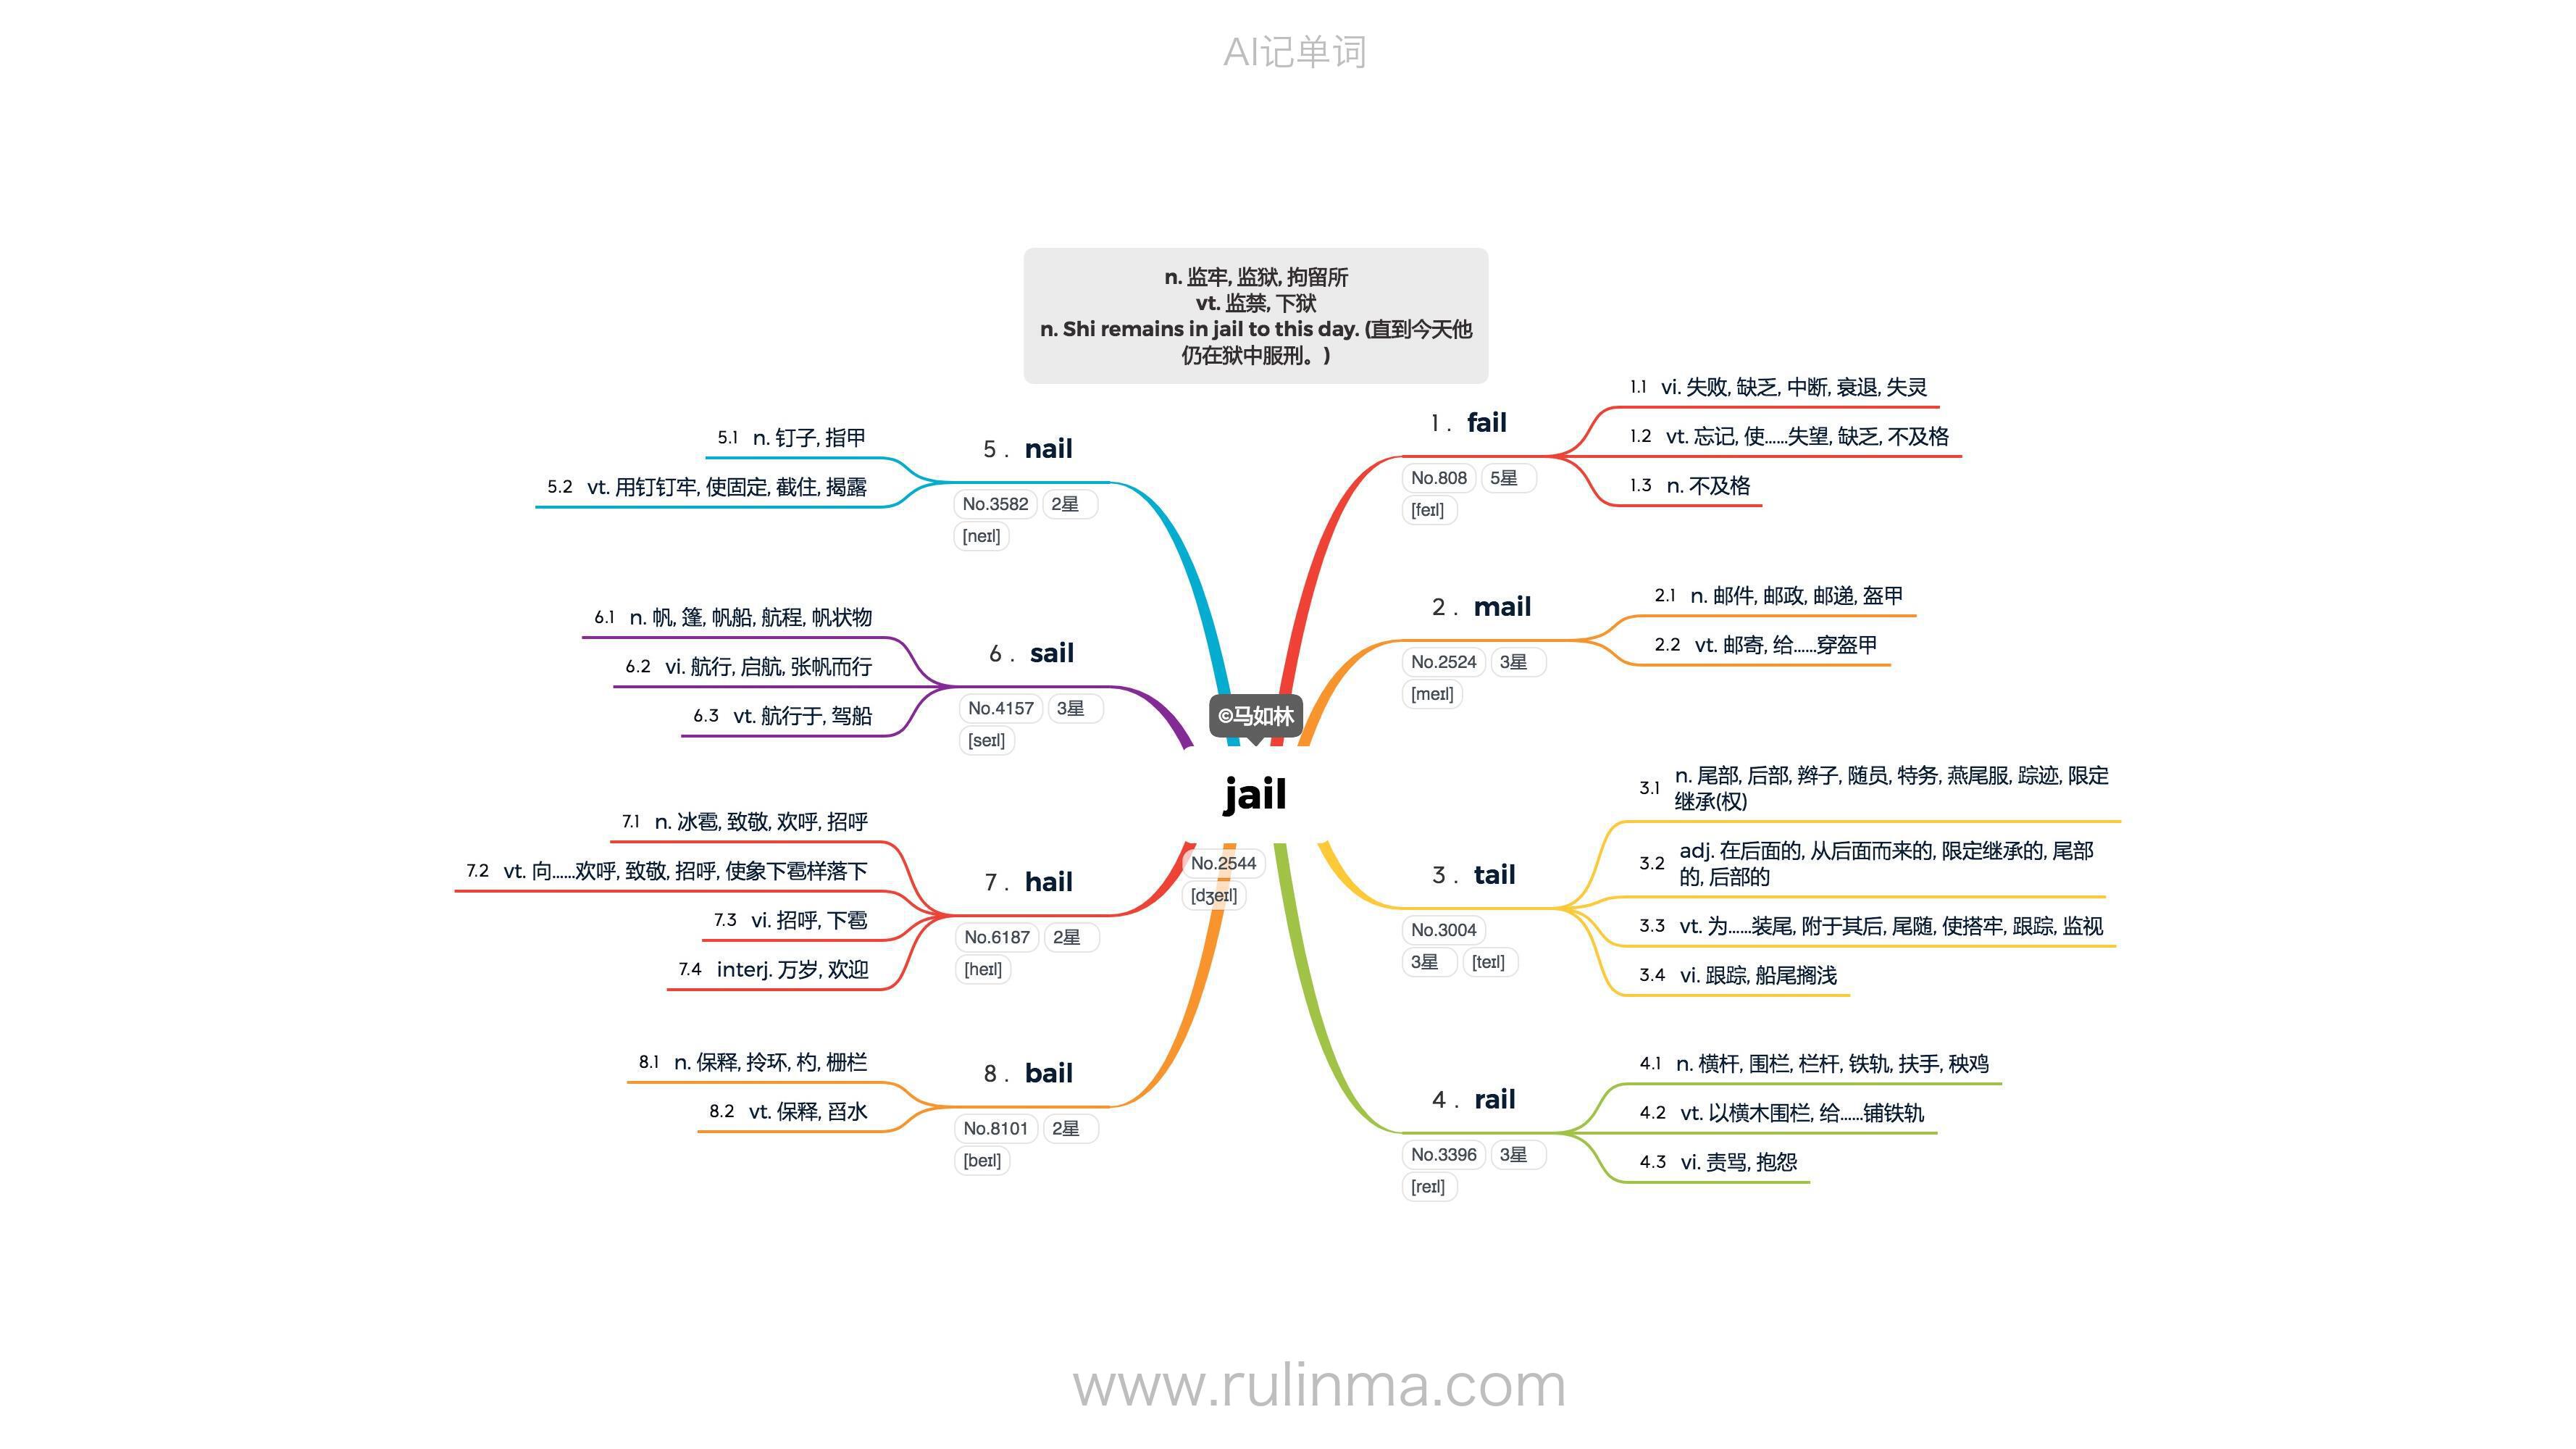 AI记单词
n. 监牢, 监狱, 拘留所
vt. 监禁, 下狱
n. Shi remains in jail to this day. (直到今天他
仍在狱中服刑。)
©马如林
jail
No.2544
[dʒeɪl]
1 . fail
No.808 5星
[feɪl]
1.1 vi. 失败, 缺乏, 中断, 衰退, 失灵
1.2 vt. 忘记, 使......失望, 缺乏, 不及格
1.3 n. 不及格
2 . mail
No.2524 3星
[meɪl]
2.1 n. 邮件, 邮政, 邮递, 盔甲
2.2 vt. 邮寄, 给......穿盔甲
3 . tail
No.3004
3星 [teɪl]
3.1 n. 尾部, 后部, 辫子, 随员, 特务, 燕尾服, 踪迹, 限定
继承(权)
3.2 adj. 在后面的, 从后面而来的, 限定继承的, 尾部
的, 后部的
3.3 vt. 为......装尾, 附于其后, 尾随, 使搭牢, 跟踪, 监视
3.4 vi. 跟踪, 船尾搁浅
4 . rail
No.3396 3星
[reɪl]
4.1 n. 横杆, 围栏, 栏杆, 铁轨, 扶手, 秧鸡
4.2 vt. 以横木围栏, 给......铺铁轨
4.3 vi. 责骂, 抱怨
5 . nail
No.3582 2星
[neɪl]
5.1 n. 钉子, 指甲
5.2 vt. 用钉钉牢, 使固定, 截住, 揭露
6 . sail
No.4157 3星
[seɪl]
6.1 n. 帆, 篷, 帆船, 航程, 帆状物
6.2 vi. 航行, 启航, 张帆而行
6.3 vt. 航行于, 驾船
7 . hail
No.6187 2星
[heɪl]
7.1 n. 冰雹, 致敬, 欢呼, 招呼
7.2 vt. 向......欢呼, 致敬, 招呼, 使象下雹样落下
7.3 vi. 招呼, 下雹
7.4 interj. 万岁, 欢迎
8 . bail
No.8101 2星
[beɪl]
8.1 n. 保释, 拎环, 杓, 栅栏
8.2 vt. 保释, 舀水
www.rulinma.com